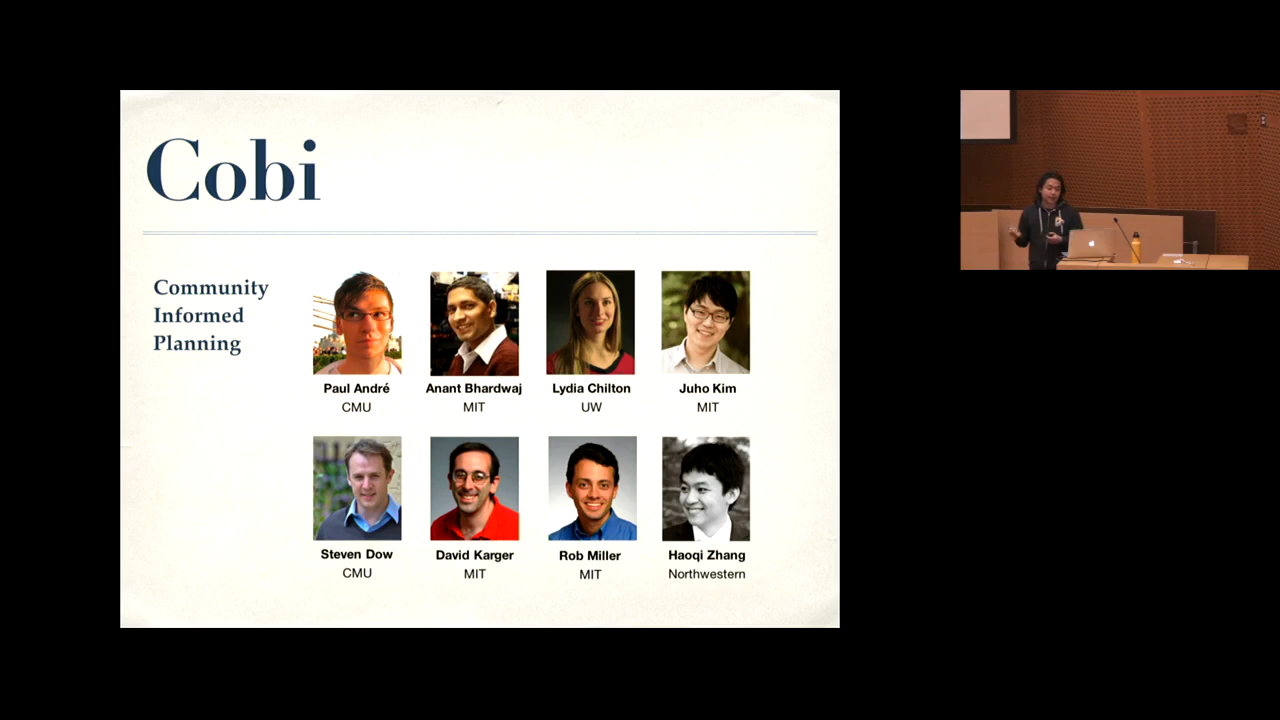 Cobi
Community
Informed
Planning
Paul André
CMU
Anant Bhardwaj
MIT
Lydia Chilton
UW
Juho Kim
MIT
Steven Dow
CMU
David Karger
MIT
Rob Miller
MIT
Haoqi Zhang
Northwestern